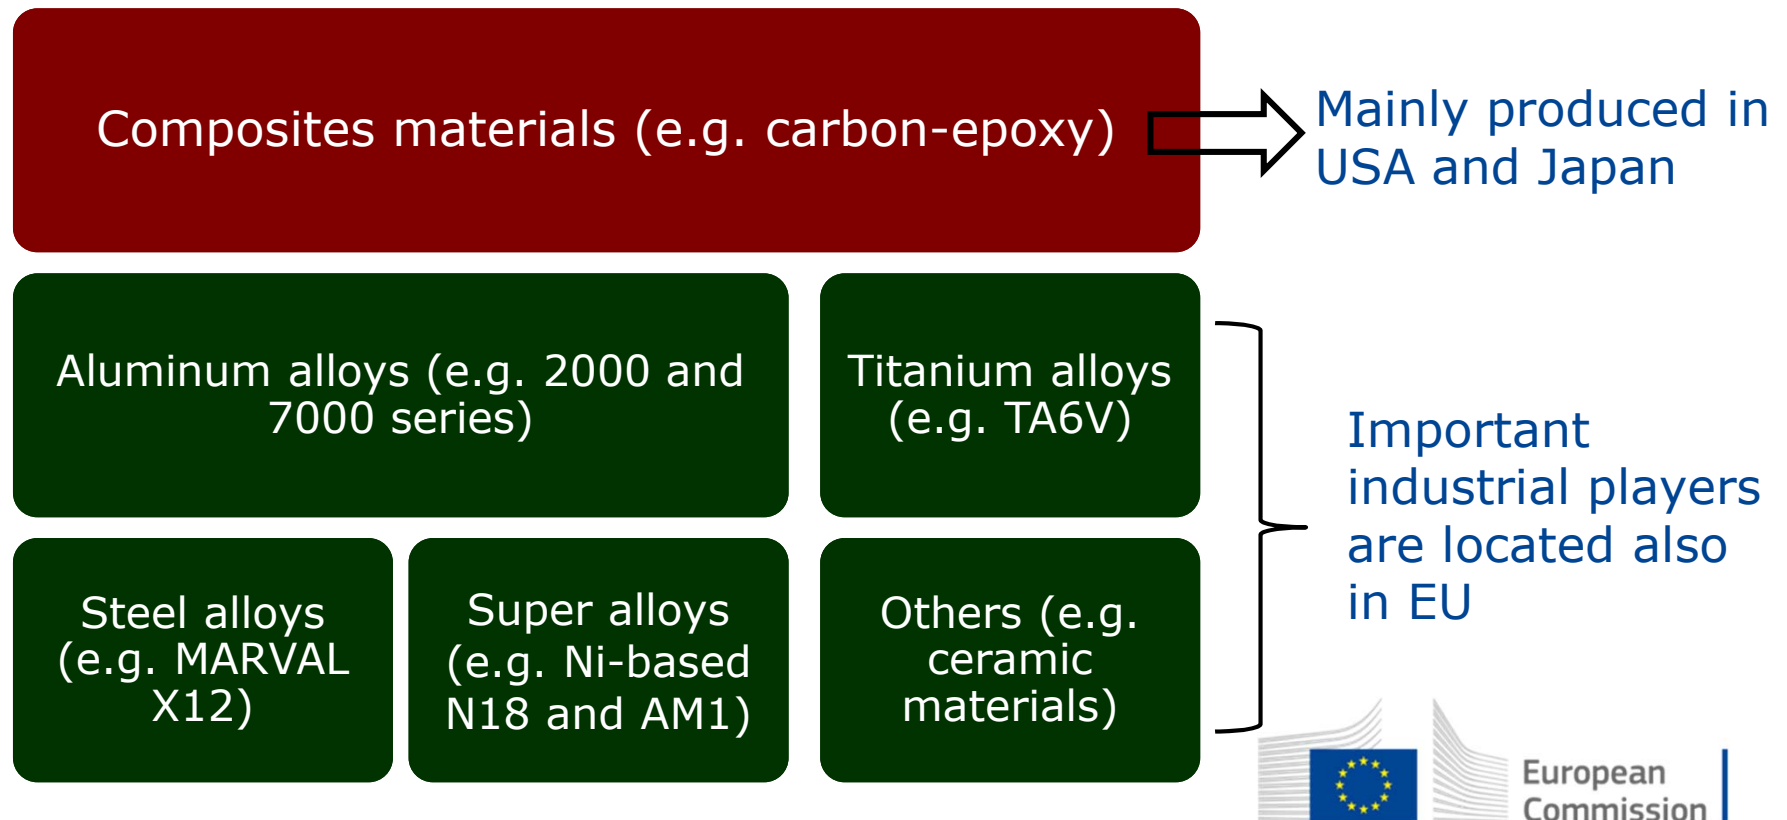 Composites materials (e.g. carbon-epoxy)
Mainly produced in
USA and Japan
Aluminum alloys (e.g. 2000 and
7000 series)
Titanium alloys
(e.g. TA6V)
Important
industrial players
are located also
in EU
Steel alloys
(e.g. MARVAL
X12)
Super alloys
(e.g. Ni-based
N18 and AM1)
Others (e.g.
ceramic
materials)
European
Commission